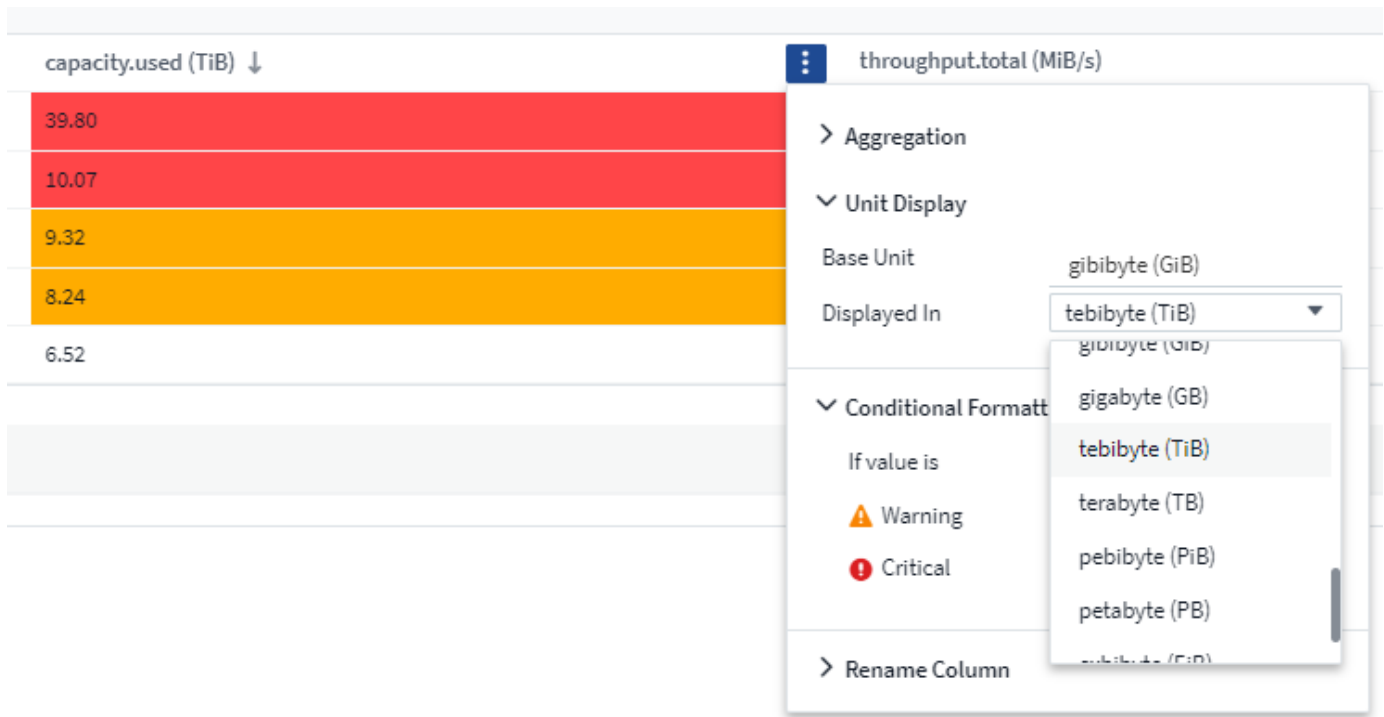 capacity.used (TiB) ↓
throughput.total (MiB/s)
39.80
10.07
9.32
8.24
6.52
Aggregation
Unit Display
Base Unit
gibibyte (GiB)
Displayed In
tebibyte (TiB)
gibibyte (GiB)
gigabyte (GB)
tebibyte (TiB)
terabyte (TB)
pebibyte (PiB)
petabyte (PB)
Conditional Formatt
If value is
Warning
Critical
Rename Column